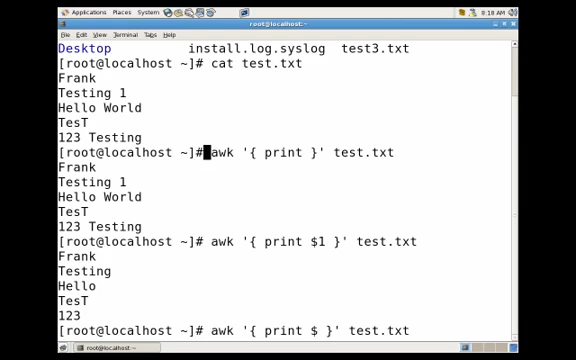 Applications Places System
8:18 AM
root@localhost:~
File Edit View Terminal Tabs Help
Desktop install.log.syslog test3.txt
[root@localhost ~]# cat test.txt
Frank
Testing 1
Hello World
TesT
123 Testing
[root@localhost ~]# awk '{ print }' test.txt
Frank
Testing 1
Hello World
TesT
123 Testing
[root@localhost ~]# awk '{ print $1 }' test.txt
Frank
Testing
Hello
TesT
123
[root@localhost ~]# awk '{ print $ }' test.txt
root@localhost:~